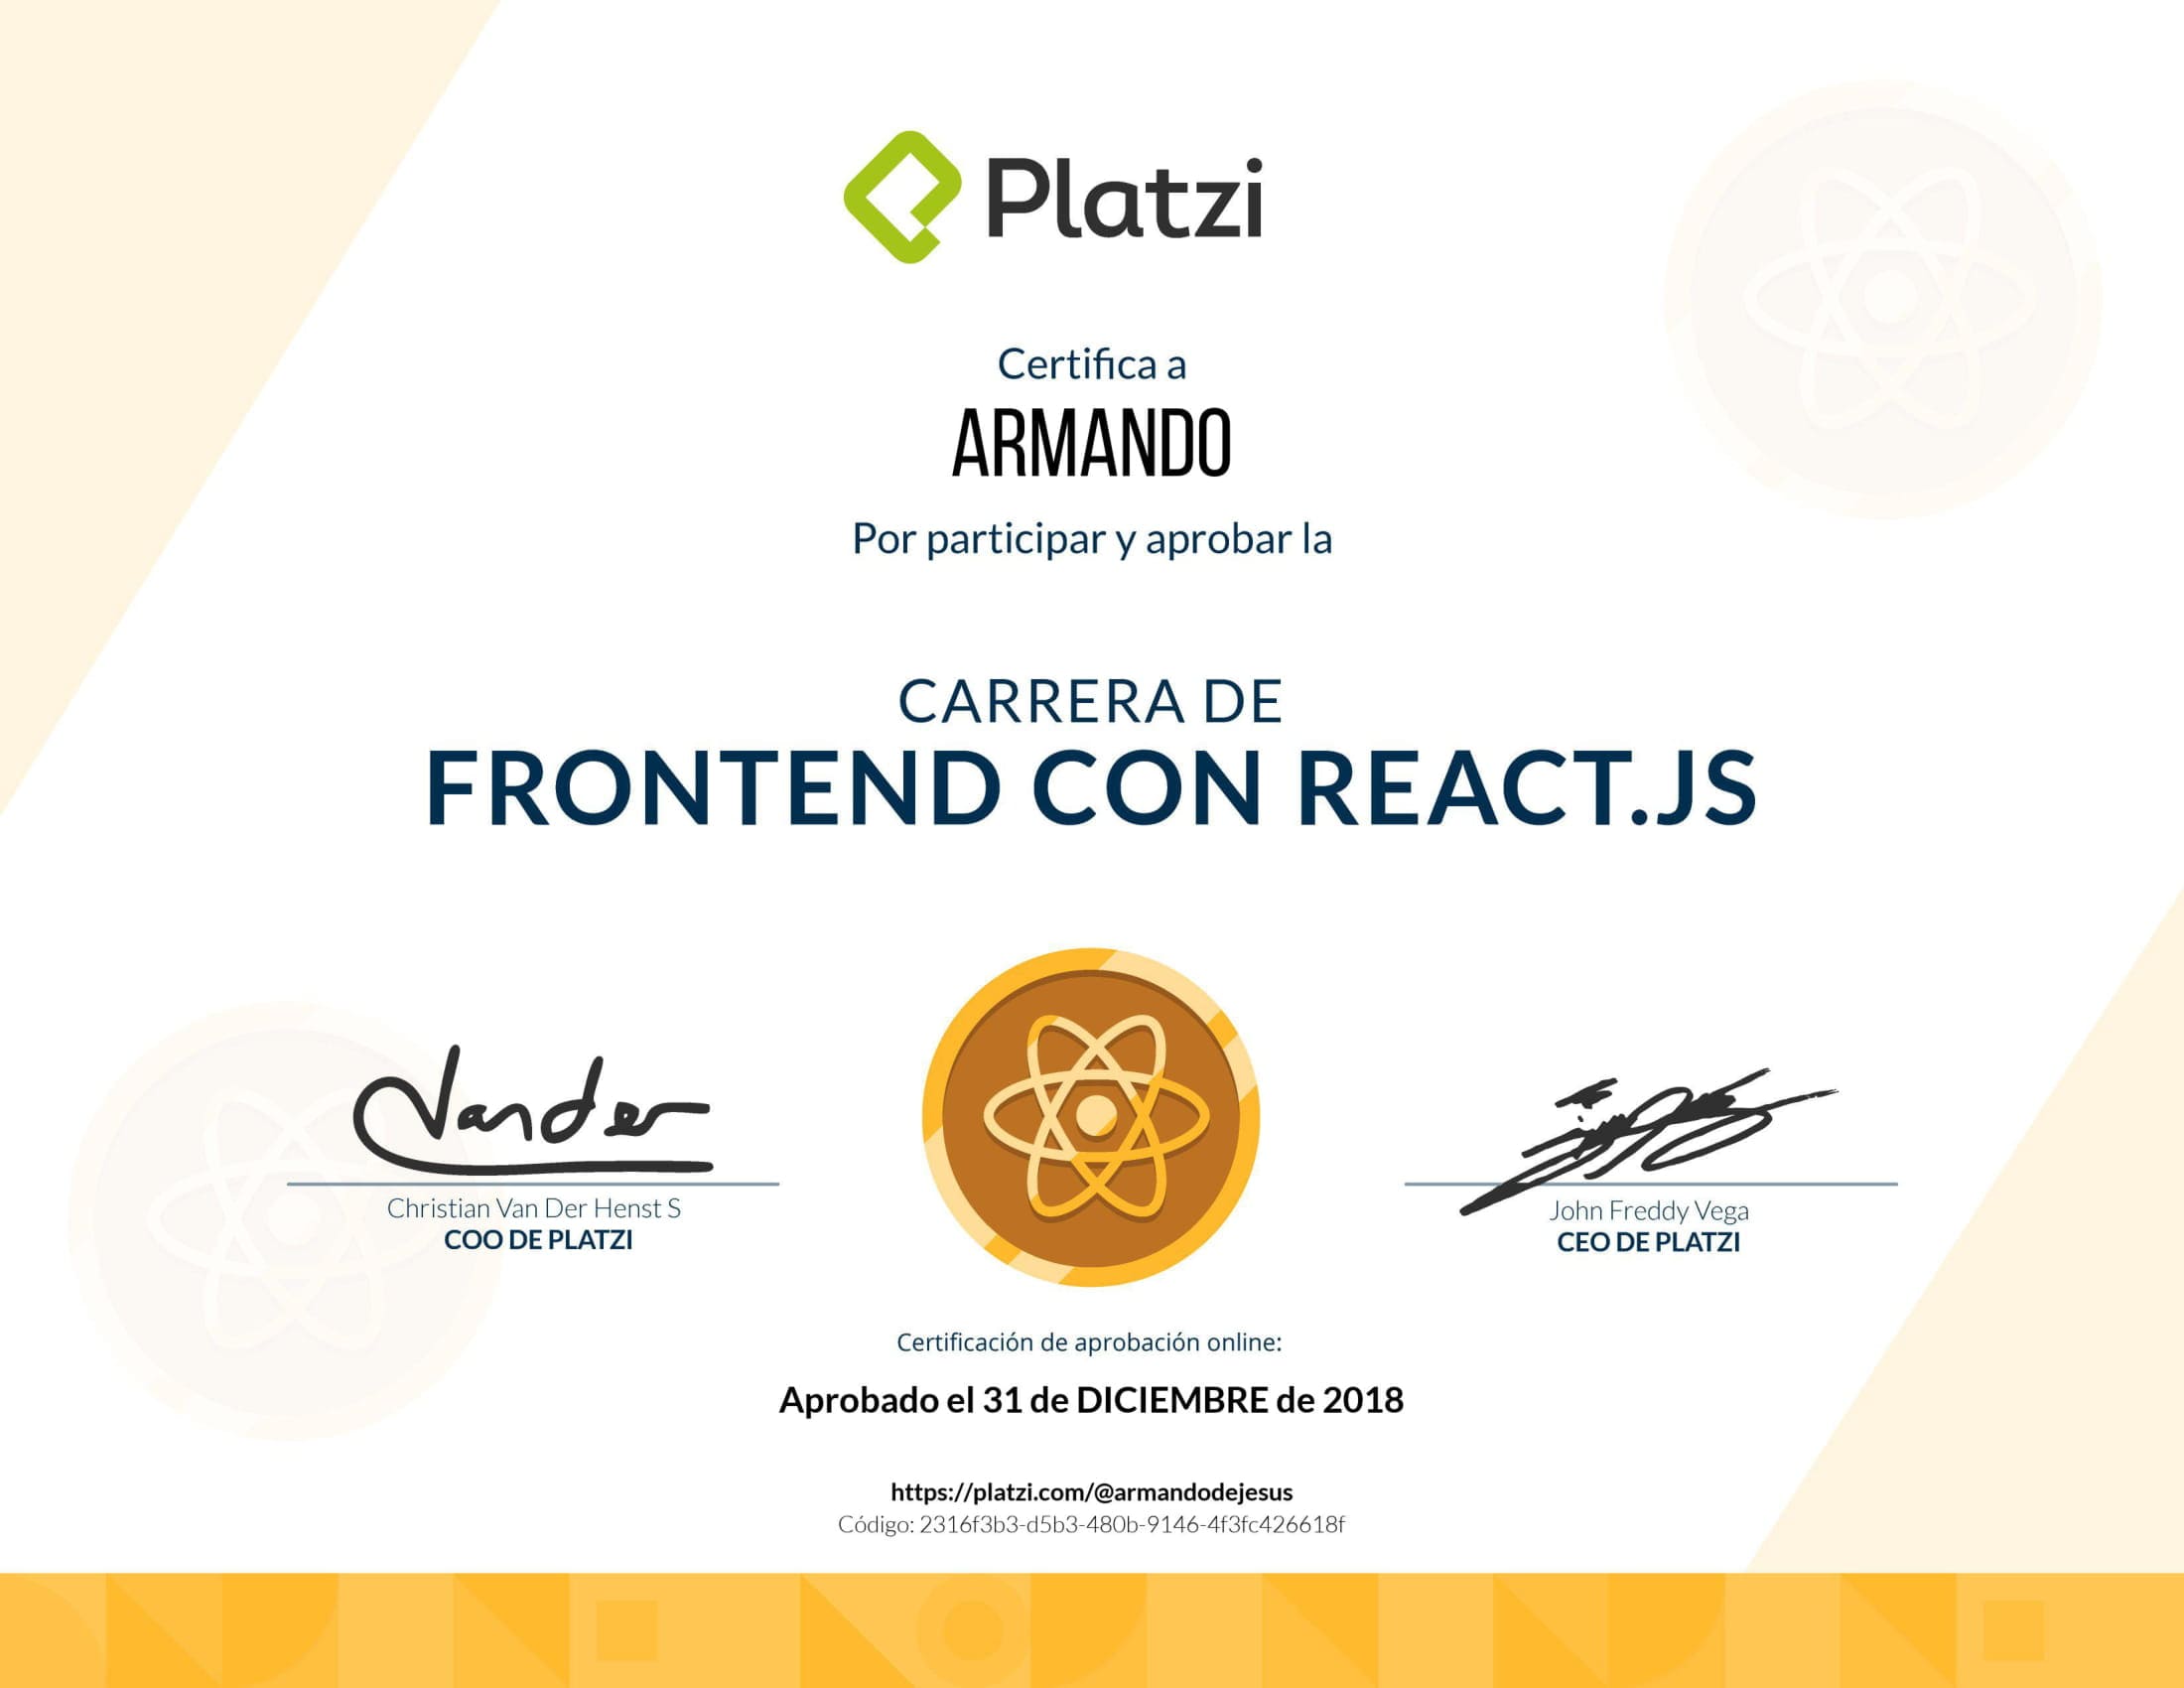 Platzi
Certifica a
ARMANDO
Por participar y aprobar la
CARRERA DE
FRONTEND CON REACT.JS
Vander
Christian Van Der Henst S
COO DE PLATZI
John Freddy Vega
CEO DE PLATZI
Certificación de aprobación online:
Aprobado el 31 de DICIEMBRE de 2018
https://platzi.com/@armandodejesus
Código: 2316f3b3-d5b3-480b-9146-4f3fc426618f